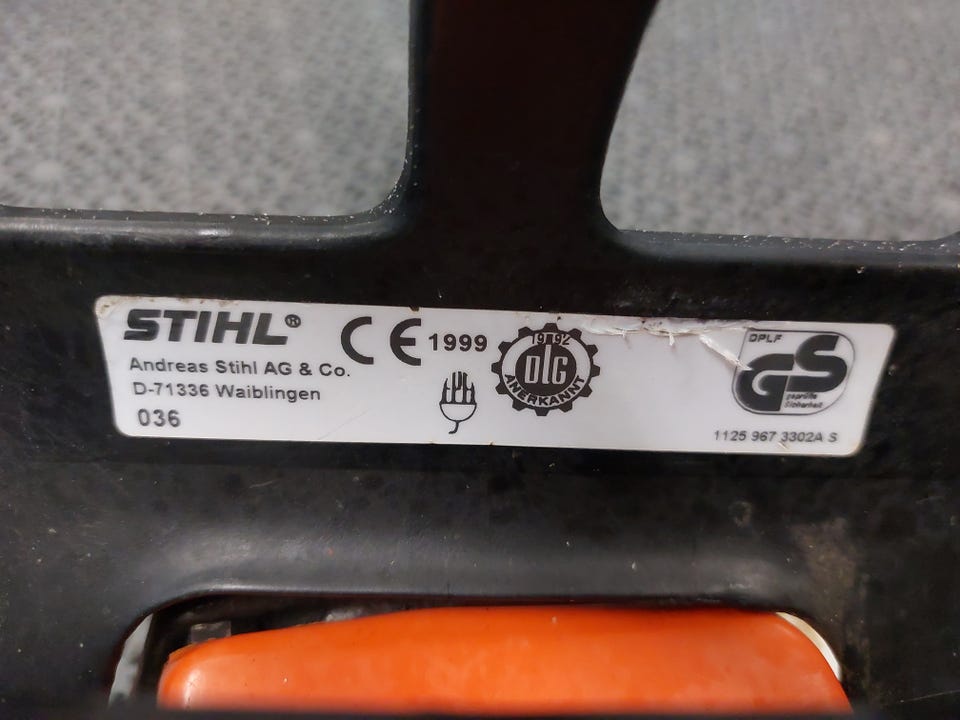 STIHL®
Andreas Stihl AG & Co.
D-71336 Waiblingen
036
CE 1999
FPA
1992
DLG
ANERKANNT
DPLF
GS
geprüfte
Sicherheit
1125 967 3302A S